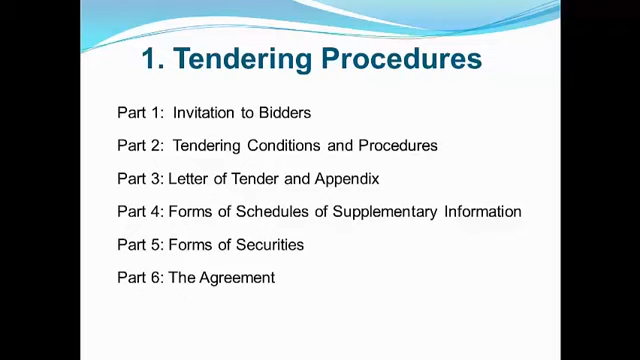 1. Tendering Procedures
Part 1: Invitation to Bidders
Part 2: Tendering Conditions and Procedures
Part 3: Letter of Tender and Appendix
Part 4: Forms of Schedules of Supplementary Information
Part 5: Forms of Securities
Part 6: The Agreement